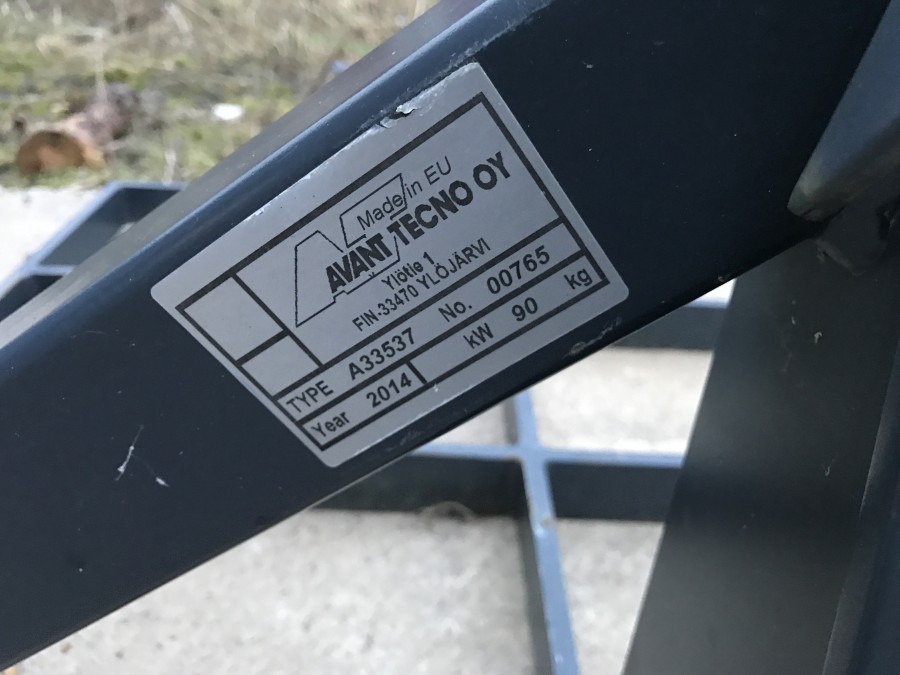 Made in EU
AVANT TECNO OY
Ylötie 1
FIN-33470 YLÖJÄRVI
TYPE A33537 No. 00765
Year 2014 kW 90 kg